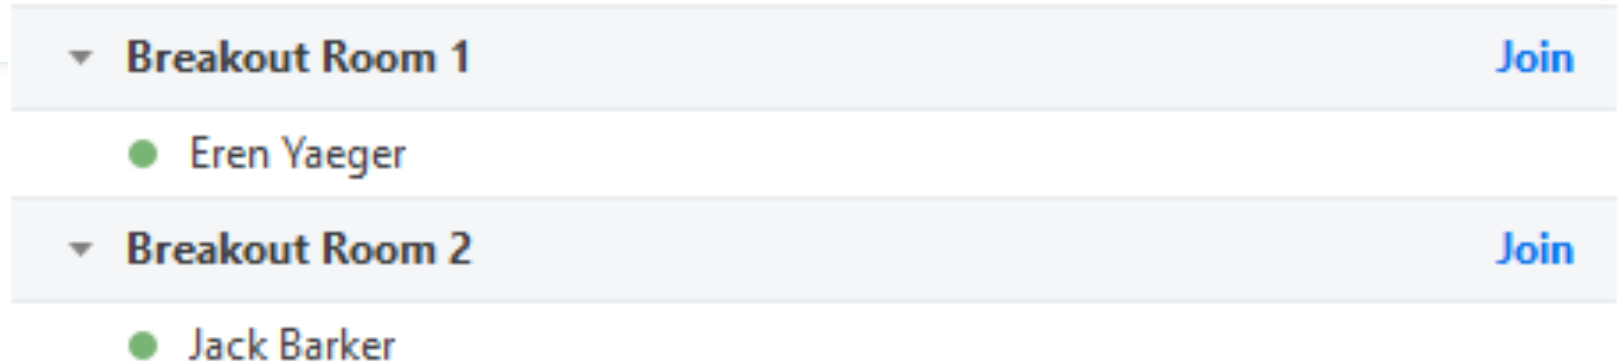 Breakout Room 1 Join
Eren Yaeger
Breakout Room 2 Join
Jack Barker